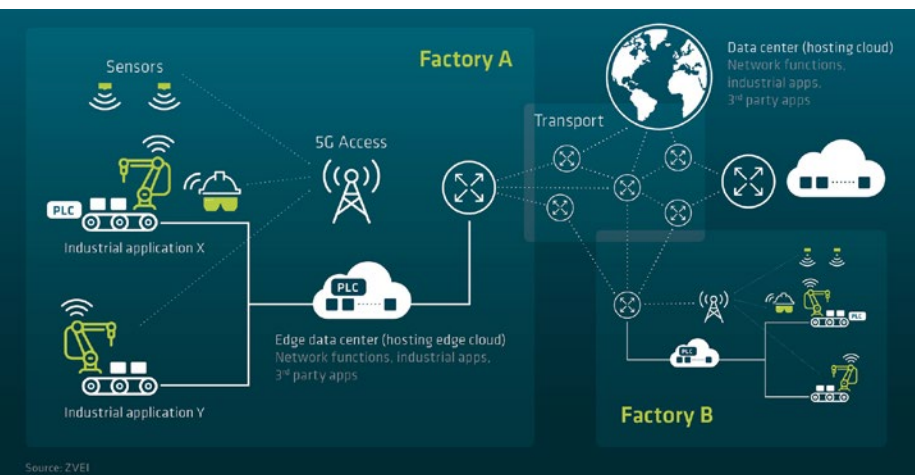 Factory A
Sensors
5G Access
PLC
Industrial application X
PLC
Edge data center (hosting edge cloud)
Network functions, industrial apps,
3rd party apps
Industrial application Y
Transport
Data center (hosting cloud)
Network functions,
industrial apps,
3rd party apps
PLC
PLC
Factory B
Source: ZVEI